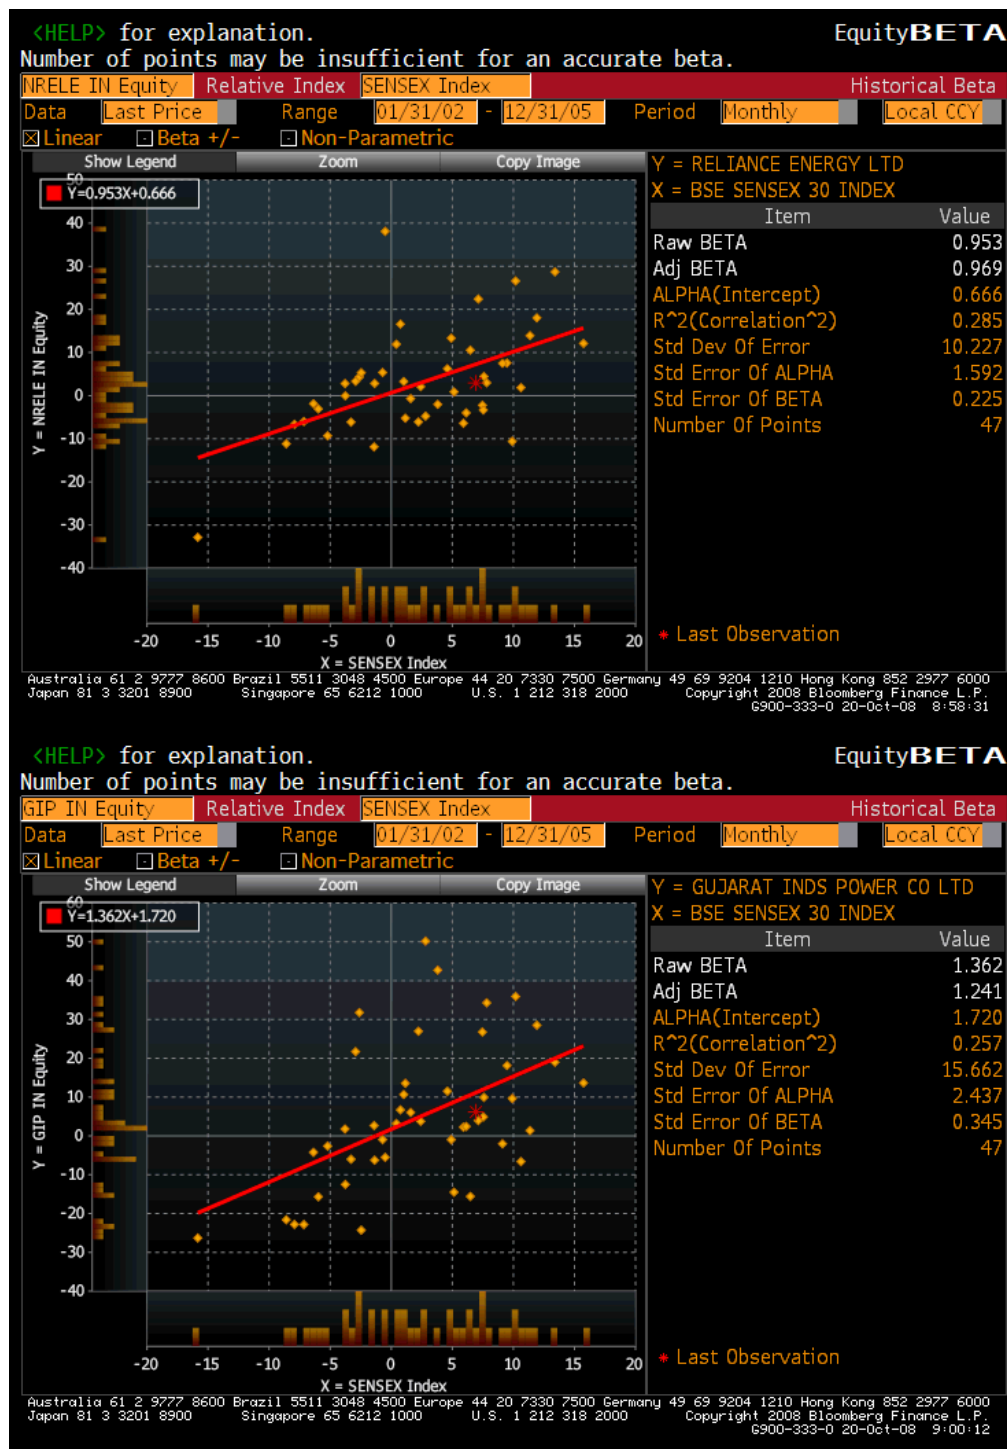 <HELP> for explanation. EquityBETA
Number of points may be insufficient for an accurate beta.
NRELE IN Equity Relative Index SENSEX Index Historical Beta
Data Last Price Range 01/31/02 - 12/31/05 Period Monthly Local CCY
Linear Beta +/- Non-Parametric
Show Legend Zoom Copy Image
Y = RELIANCE ENERGY LTD
X = BSE SENSEX 30 INDEX
Item Value
Raw BETA 0.953
Adj BETA 0.969
ALPHA(Intercept) 0.666
R^2(Correlation^2) 0.285
Std Dev Of Error 10.227
Std Error Of ALPHA 1.592
Std Error Of BETA 0.225
Number Of Points 47
* Last Observation
Y=0.953X+0.666
50
40
30
20
10
0
-10
-20
-30
-40
Y = NRELE IN Equity
-20 -15 -10 -5 0 5 10 15 20
X = SENSEX Index
Australia 61 2 9777 8600 Brazil 5511 3048 4500 Europe 44 20 7330 7500 Germany 49 69 9204 1210 Hong Kong 852 2977 6000
Japan 81 3 3201 8900 Singapore 65 6212 1000 U.S. 1 212 318 2000 Copyright 2008 Bloomberg Finance L.P.
G900-333-0 20-Oct-08 8:58:31
<HELP> for explanation. EquityBETA
Number of points may be insufficient for an accurate beta.
GIP IN Equity Relative Index SENSEX Index Historical Beta
Data Last Price Range 01/31/02 - 12/31/05 Period Monthly Local CCY
Linear Beta +/- Non-Parametric
Show Legend Zoom Copy Image
Y = GUJARAT INDS POWER CO LTD
X = BSE SENSEX 30 INDEX
Item Value
Raw BETA 1.362
Adj BETA 1.241
ALPHA(Intercept) 1.720
R^2(Correlation^2) 0.257
Std Dev Of Error 15.662
Std Error Of ALPHA 2.437
Std Error Of BETA 0.345
Number Of Points 47
* Last Observation
Y=1.362X+1.720
60
50
40
30
20
10
0
-10
-20
-30
-40
Y = GIP IN Equity
-20 -15 -10 -5 0 5 10 15 20
X = SENSEX Index
Australia 61 2 9777 8600 Brazil 5511 3048 4500 Europe 44 20 7330 7500 Germany 49 69 9204 1210 Hong Kong 852 2977 6000
Japan 81 3 3201 8900 Singapore 65 6212 1000 U.S. 1 212 318 2000 Copyright 2008 Bloomberg Finance L.P.
G900-333-0 20-Oct-08 9:00:12